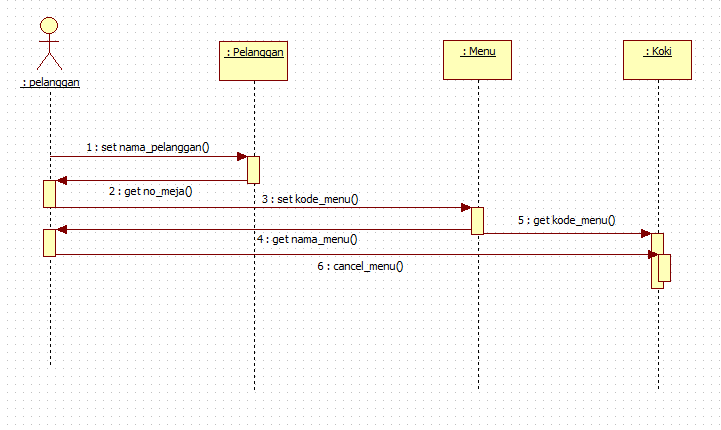 : Pelanggan
: Menu
: Koki
: pelanggan
1 : set nama_pelanggan()
2 : get no_meja()
3 : set kode_menu()
5 : get kode_menu()
4 : get nama_menu()
6 : cancel_menu()